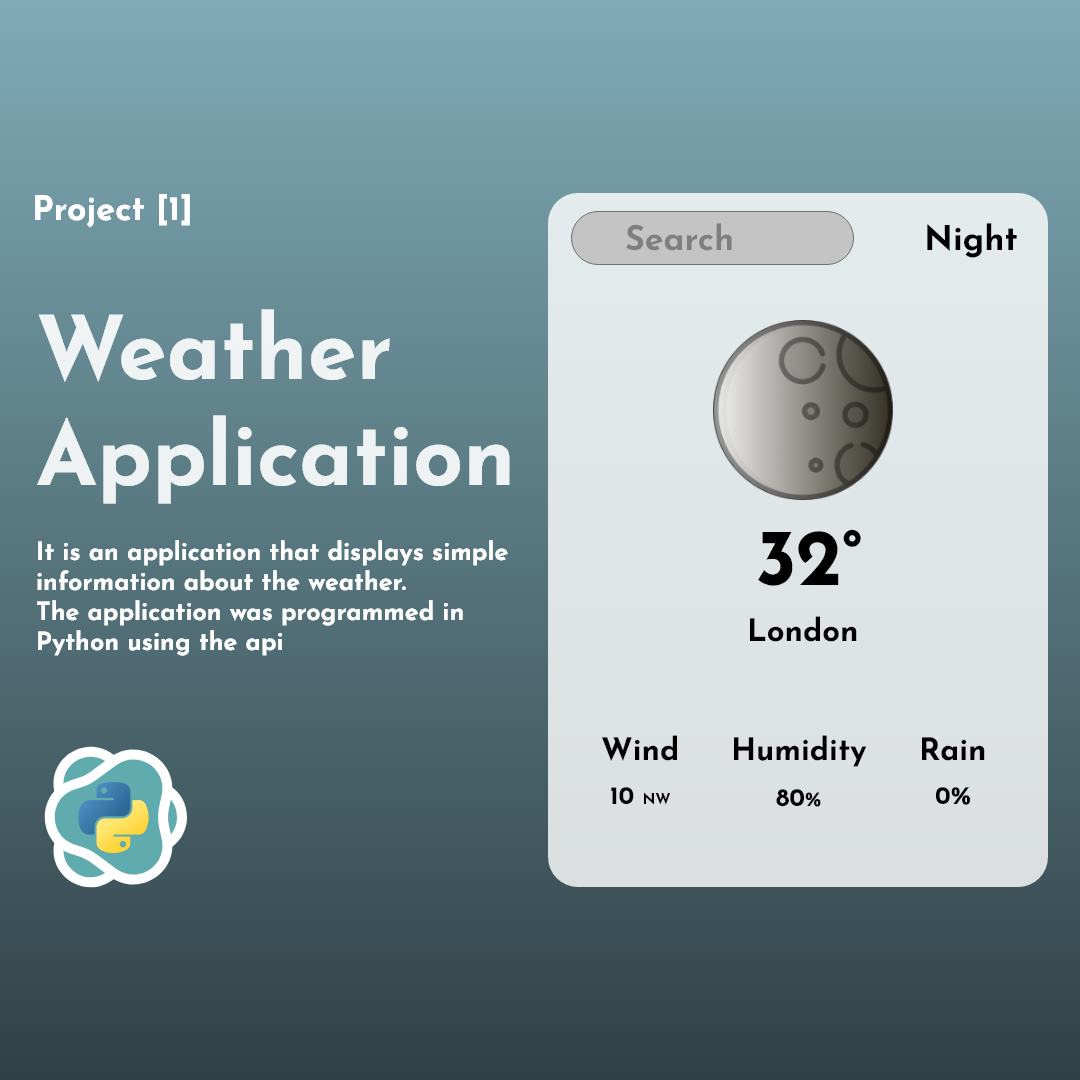 Project [1]
Weather
Application
It is an application that displays simple
information about the weather.
The application was programmed in
Python using the api
Search
Night
32°
London
Wind
Humidity
Rain
10 NW
80%
0%